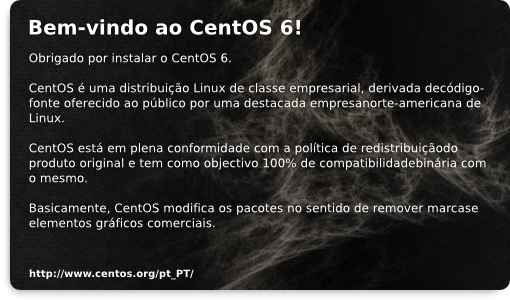 Bem-vindo ao CentOS 6!
Obrigado por instalar o CentOS 6.
CentOS é uma distribuição Linux de classe empresarial, derivada decódigo-
fonte oferecido ao público por uma destacada empresanorte-americana de
Linux.
CentOS está em plena conformidade com a política de redistribuiçãodo
produto original e tem como objectivo 100% de compatibilidadebinária com
o mesmo.
Basicamente, CentOS modifica os pacotes no sentido de remover marcase
elementos gráficos comerciais.
http://www.centos.org/pt_PT/